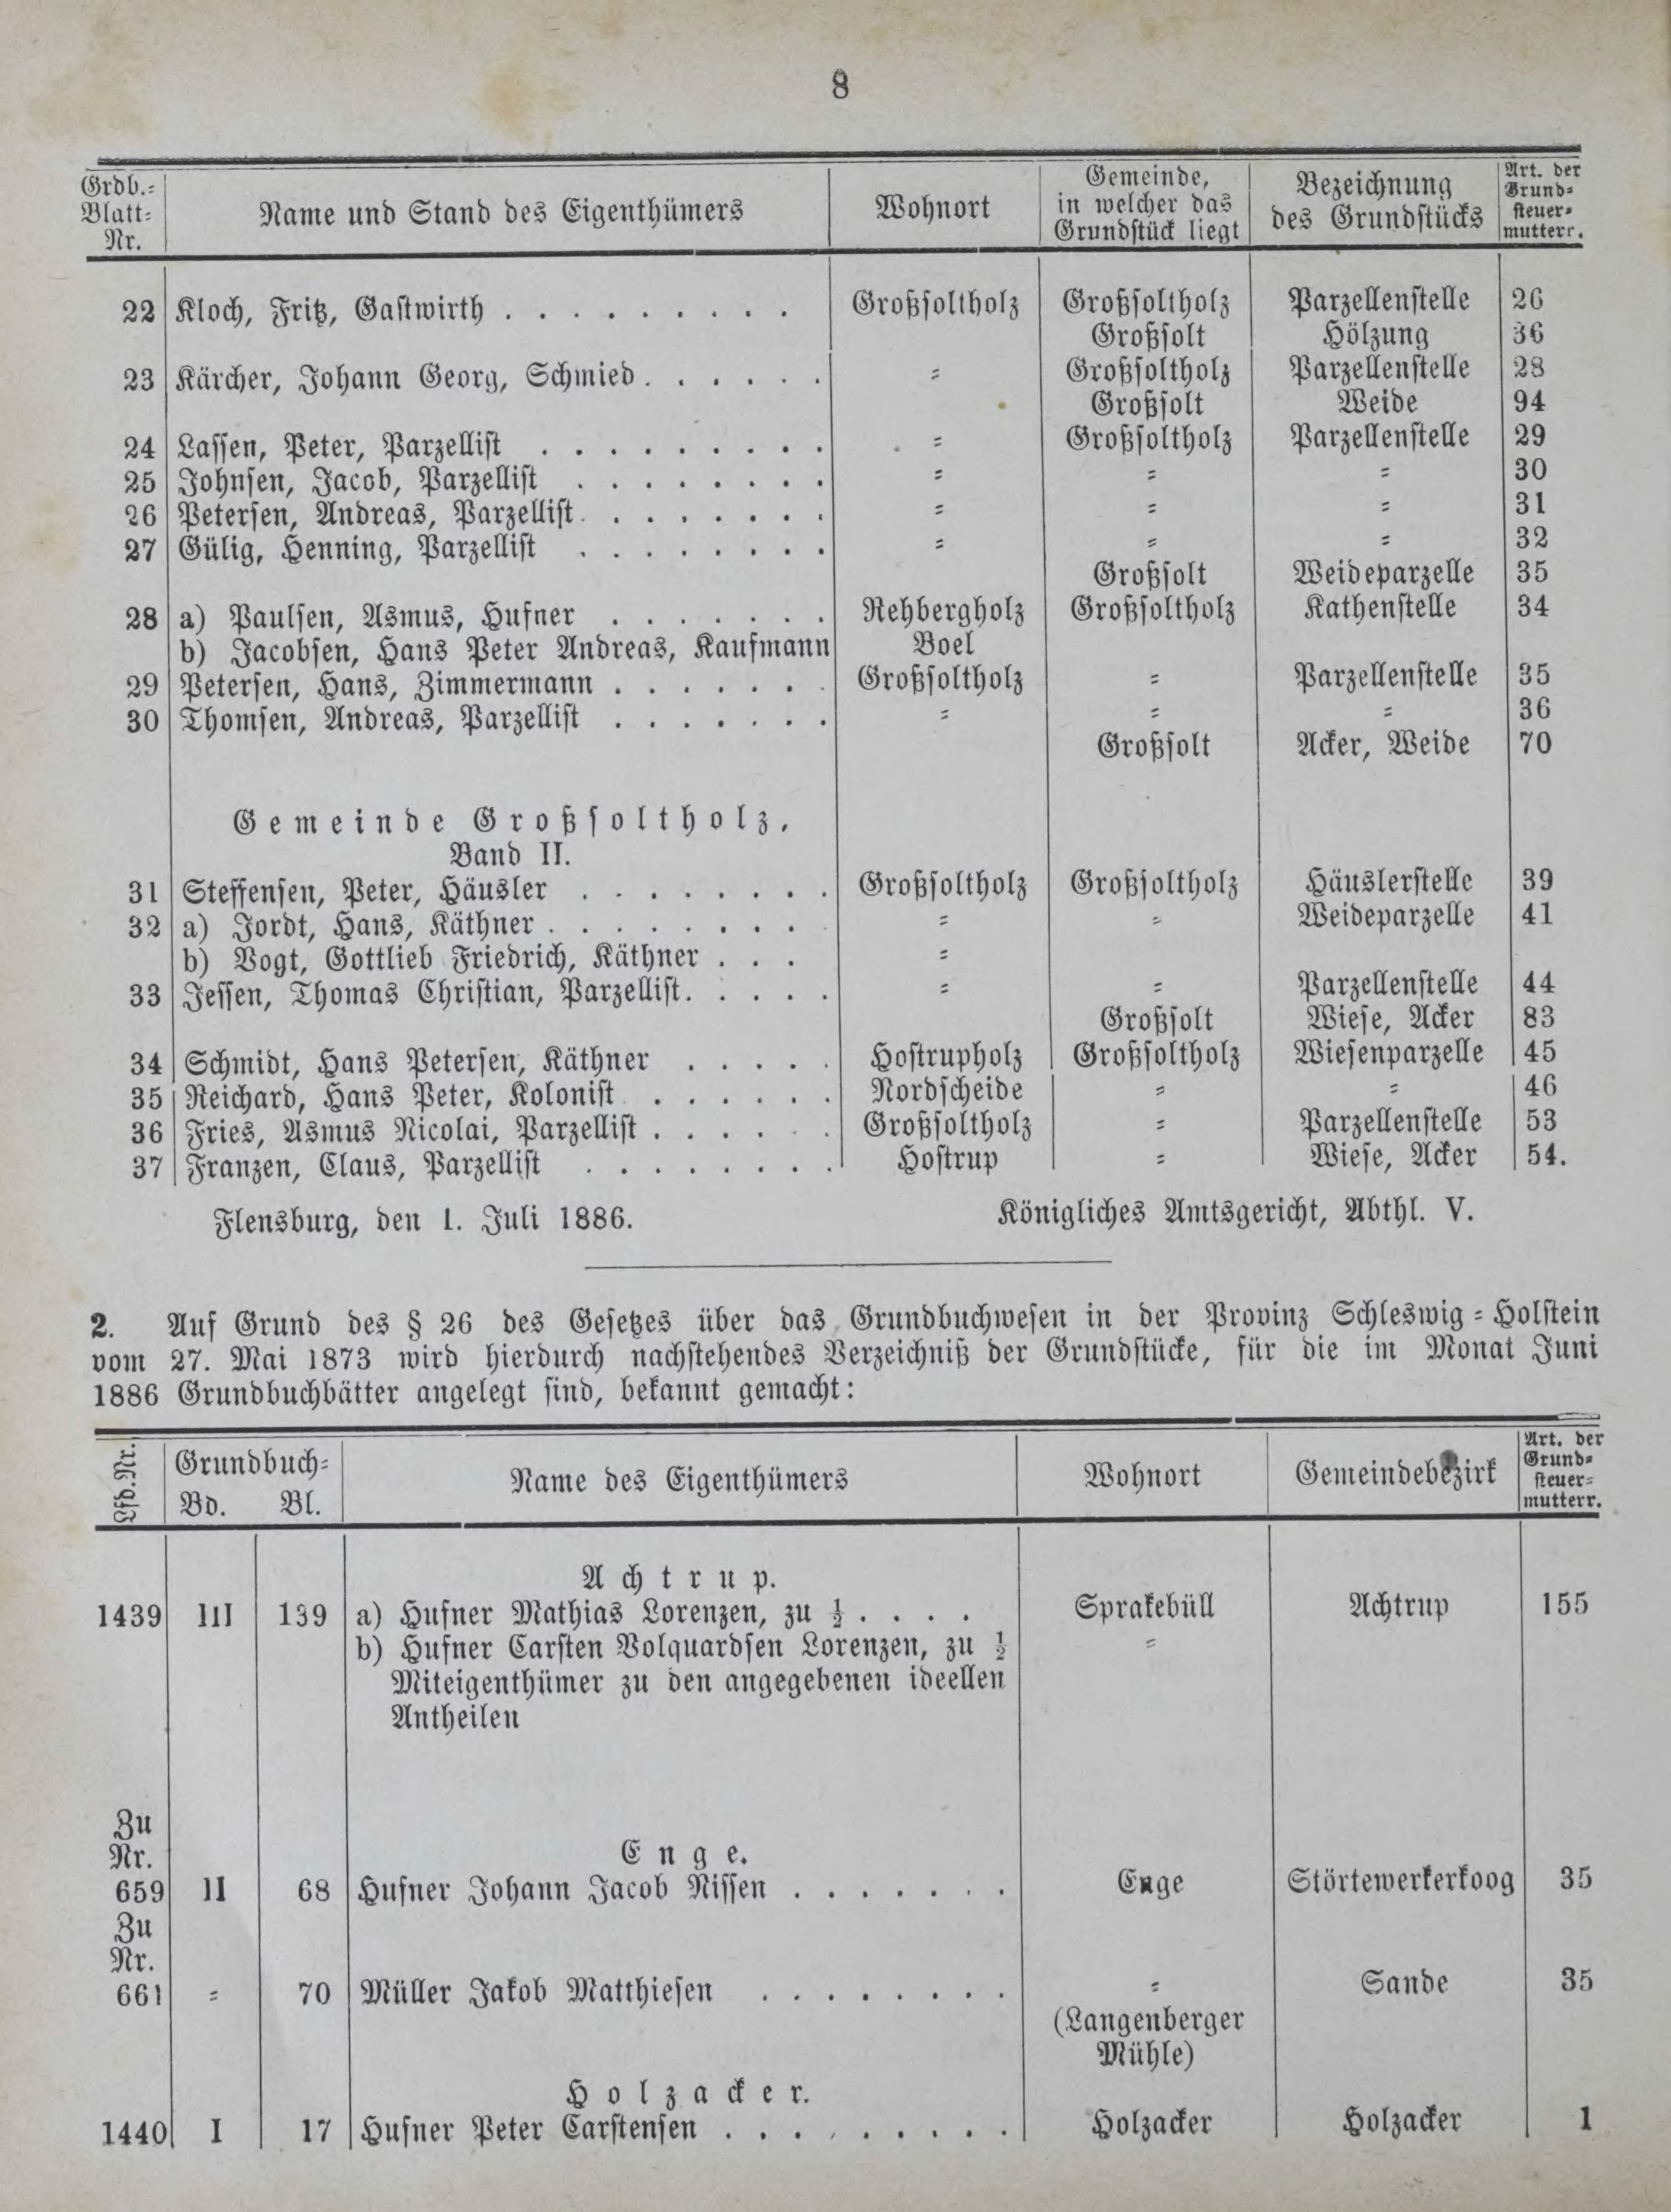 8
Grdb.=
Blatt=
Nr.
Name und Stand des Eigenthümers
Wohnort
Gemeinde,
in welcher das
Grundstück liegt
Bezeichnung
des Grundstücks
Art. der
Grund=
steuer=
mutterr.
22 Kloch, Fritz, Gastwirth . . . . . . . . . Großsoltholz Großsoltholz Parzellenstelle 26
Großsolt Hölzung 36
23 Kärcher, Johann Georg, Schmied . . . . . . = Großsoltholz Parzellenstelle 28
Großsolt Weide 94
24 Lassen, Peter, Parzellist . . . . . . . . . = Großsoltholz Parzellenstelle 29
25 Johnsen, Jacob, Parzellist . . . . . . . . = = = 30
26 Petersen, Andreas, Parzellist . . . . . . . . = = = 31
27 Gülig, Henning, Parzellist . . . . . . . . = = = 32
Großsolt Weideparzelle 35
28 a) Paulsen, Asmus, Hufner . . . . . . . Rehbergholz Großsoltholz Kathenstelle 34
b) Jacobsen, Hans Peter Andreas, Kaufmann Boel
29 Petersen, Hans, Zimmermann . . . . . . . Großsoltholz = Parzellenstelle 35
30 Thomsen, Andreas, Parzellist . . . . . . . = = = 36
Großsolt Acker, Weide 70
Gemeinde Großsoltholz,
Band II.
31 Steffensen, Peter, Häusler . . . . . . . . Großsoltholz Großsoltholz Häuslerstelle 39
32 a) Jordt, Hans, Käthner . . . . . . . . . = = Weideparzelle 41
b) Vogt, Gottlieb Friedrich, Käthner . . . =
33 Jessen, Thomas Christian, Parzellist. . . . . = = Parzellenstelle 44
Großsolt Wiese, Acker 83
34 Schmidt, Hans Petersen, Käthner . . . . . Hostrupholz Großsoltholz Wiesenparzelle 45
35 Reichard, Hans Peter, Kolonist . . . . . . . Nordscheide = = 46
36 Fries, Asmus Nicolai, Parzellist . . . . . . Großsoltholz = Parzellenstelle 53
37 Franzen, Claus, Parzellist . . . . . . . . Hostrup = Wiese, Acker 54.
Flensburg, den 1. Juli 1886. Königliches Amtsgericht, Abthl. V.
2. Auf Grund des § 26 des Gesetzes über das Grundbuchwesen in der Provinz Schleswig=Holstein
vom 27. Mai 1873 wird hierdurch nachstehendes Verzeichniß der Grundstücke, für die im Monat Juni
1886 Grundbuchbätter angelegt sind, bekannt gemacht:
Lfd. Nr.
Grundbuch=
Bd. Bl.
Name des Eigenthümers
Wohnort
Gemeindebezirk
Art. der
Grund=
steuer=
mutterr.
Achtrup.
1439 III 139 a) Hufner Mathias Lorenzen, zu ½ . . . . Sprakebüll Achtrup 155
b) Hufner Carsten Volquardsen Lorenzen, zu ½ =
Miteigenthümer zu den angegebenen ideellen
Antheilen
Zu
Nr. Enge.
659 II 68 Hufner Johann Jacob Nissen . . . . . . . Enge Störtewerkerkoog 35
Zu
Nr.
661 = 70 Müller Jakob Matthiesen . . . . . . . . = Sande 35
(Langenberger
Mühle)
Holzacker.
1440 I 17 Hufner Peter Carstensen . . . . . . . . . Holzacker Holzacker 1